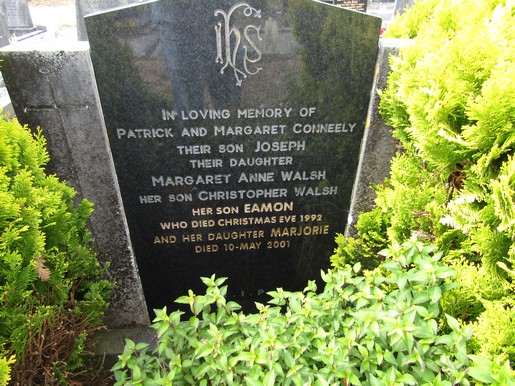 IHS
IN LOVING MEMORY OF
PATRICK AND MARGARET CONNEELY
THEIR SON JOSEPH
THEIR DAUGHTER
MARGARET ANNE WALSH
HER SON CHRISTOPHER WALSH
HER SON EAMON
WHO DIED CHRISTMAS EVE 1992
AND HER DAUGHTER MARJORIE
DIED 10-MAY 2001